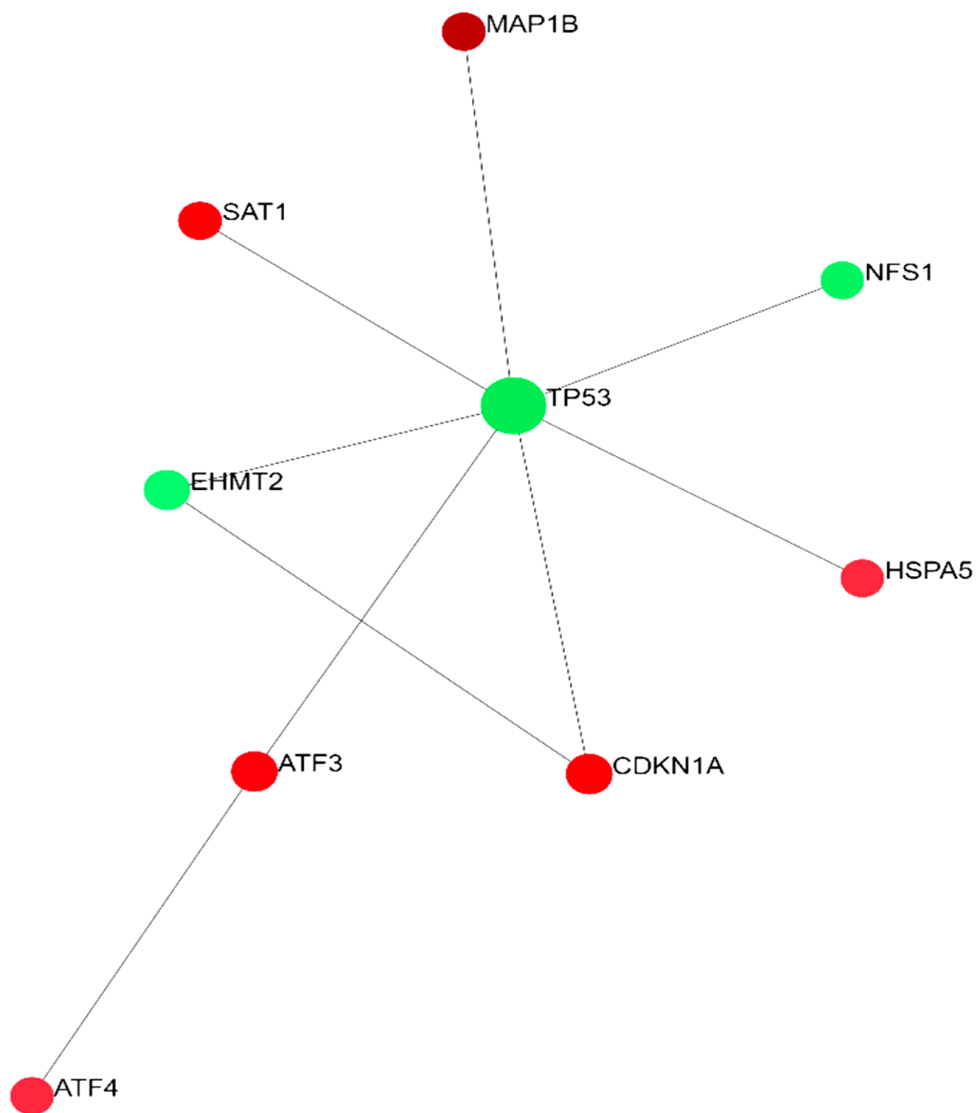 MAP1B
SAT1
NFS1
TP53
EHMT2
HSPA5
ATF3
CDKN1A
ATF4